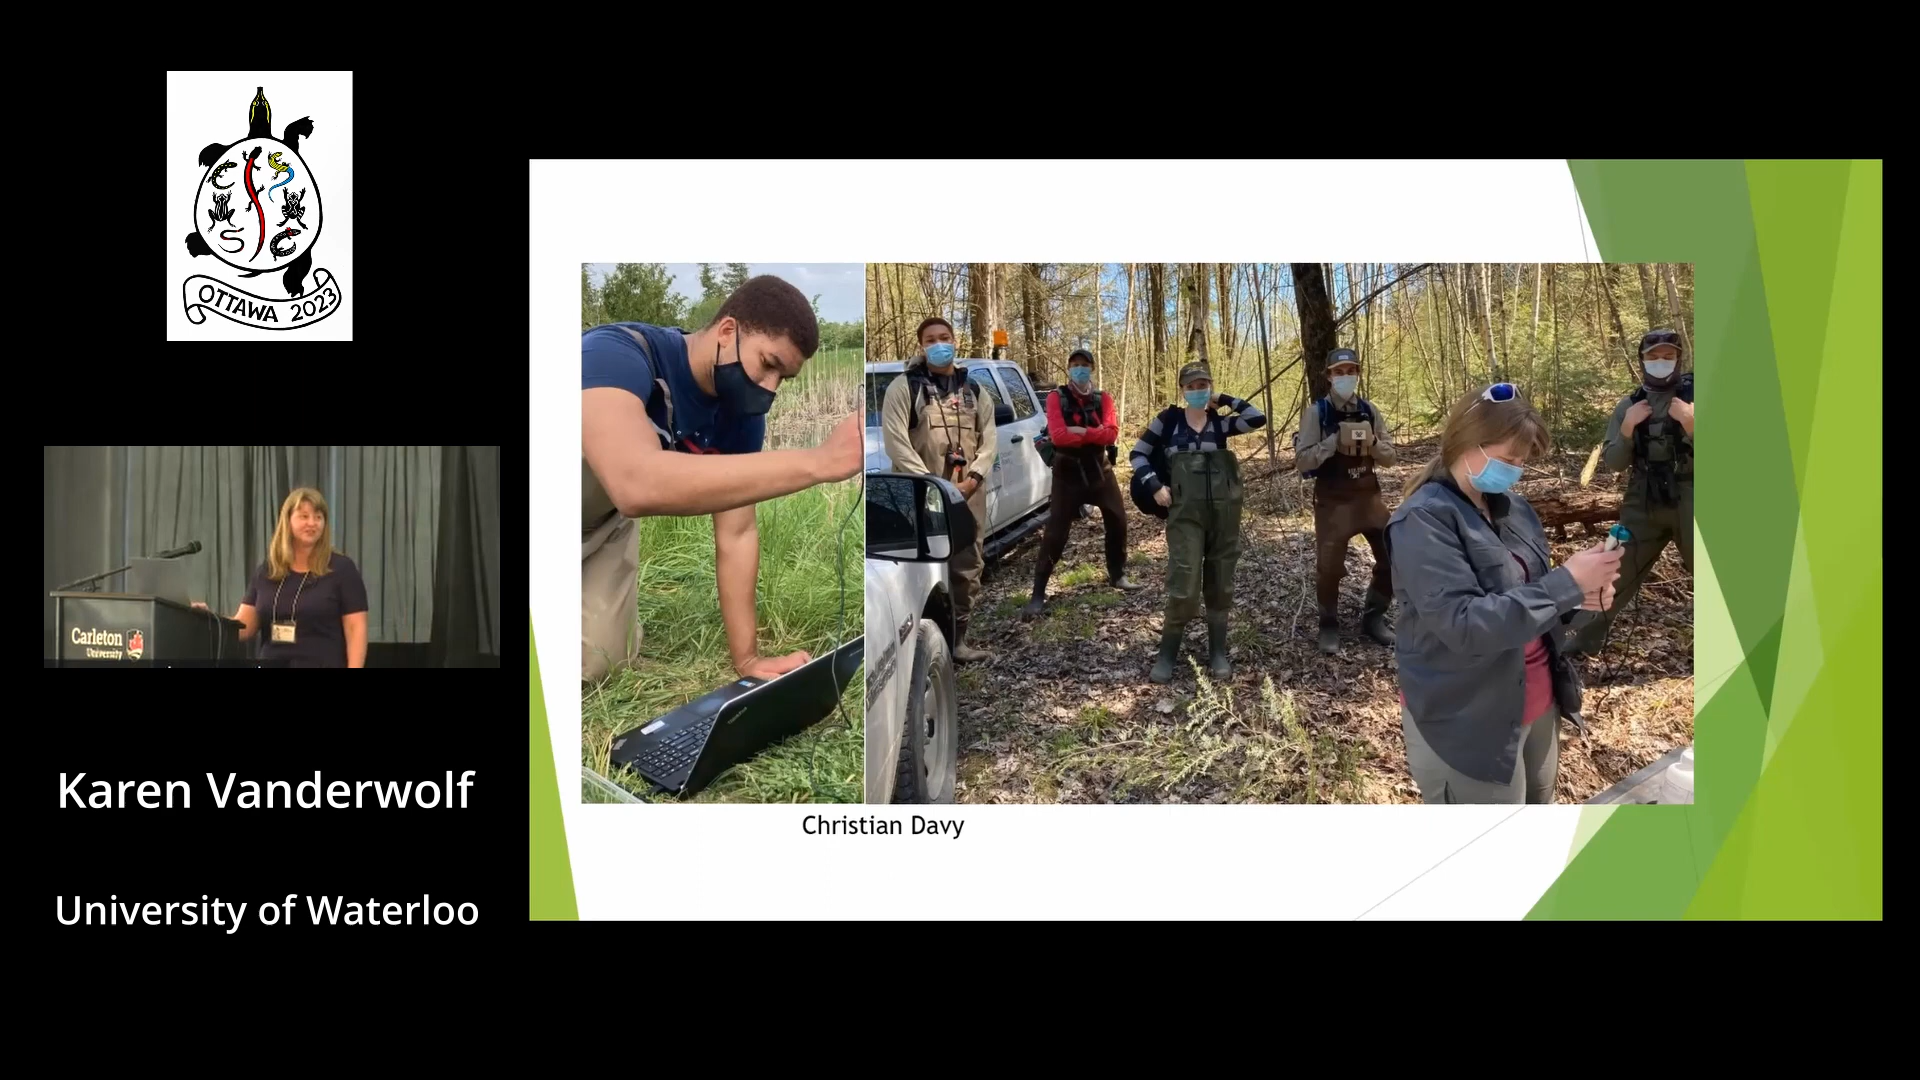 OTTAWA 2023
Carleton
University
Karen Vanderwolf
University of Waterloo
Christian Davy